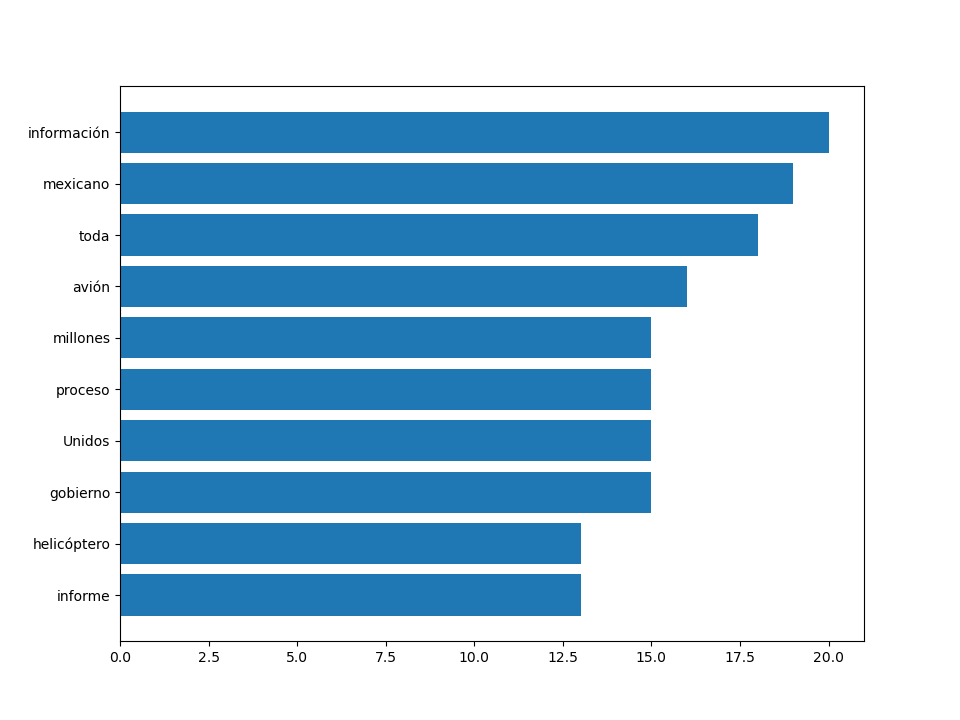 información
mexicano
toda
avión
millones
proceso
Unidos
gobierno
helicóptero
informe
0.0 2.5 5.0 7.5 10.0 12.5 15.0 17.5 20.0